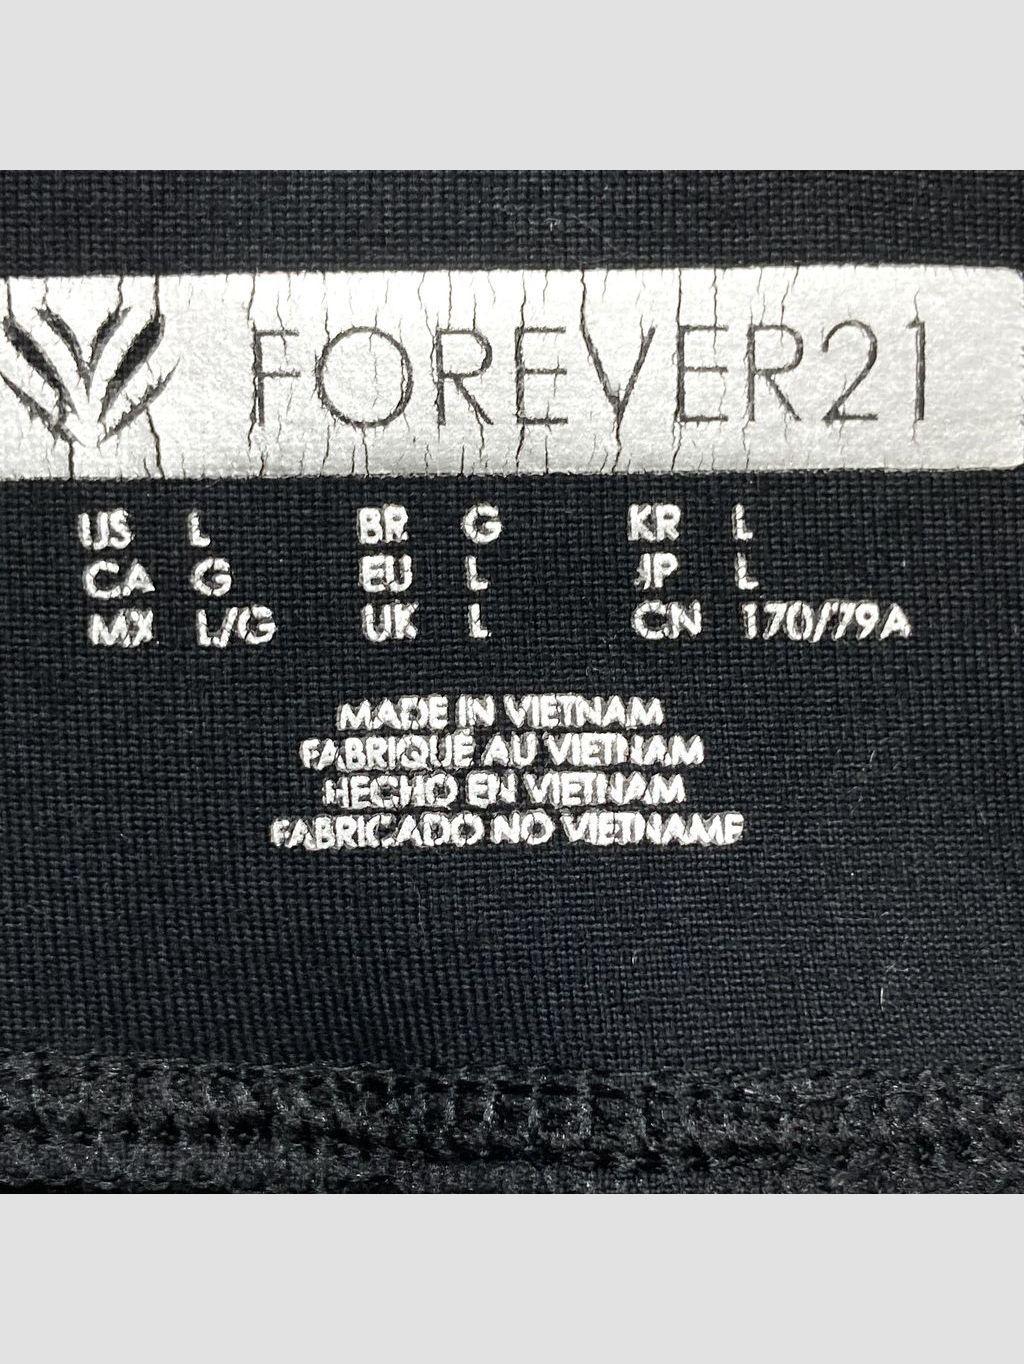 FOREVER21
US L BR G KR L
CA G EU L JP L
MX L/G UK L CN 170/79A
MADE IN VIETNAM
FABRIQUÉ AU VIETNAM
HECHO EN VIETNAM
FABRICADO NO VIETNAME